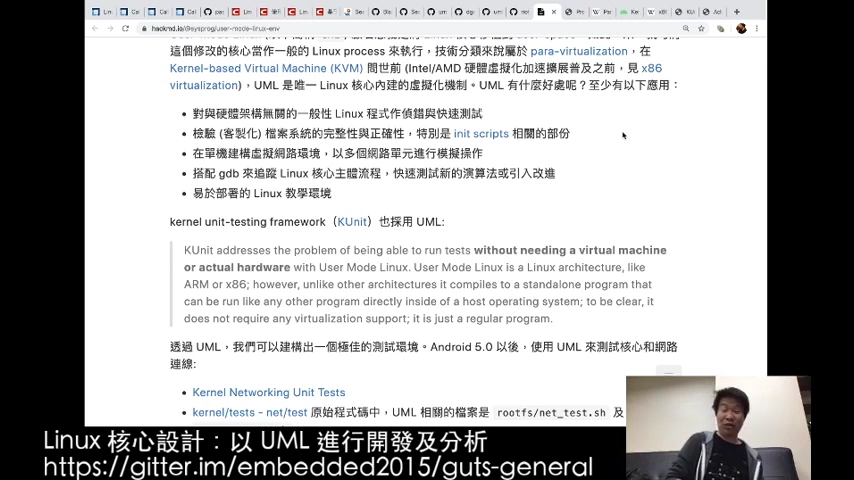 hackmd.io/@sysprog/user-mode-linux-env
這個修改的核心當作一般的 Linux process 來執行，技術分類來說屬於 para-virtualization，在
Kernel-based Virtual Machine (KVM) 問世前 (Intel/AMD 硬體虛擬化加速擴展普及之前，見 x86
virtualization)，UML 是唯一 Linux 核心內建的虛擬化機制。UML 有什麼好處呢？至少有以下應用：
對與硬體架構無關的一般性 Linux 程式作偵錯與快速測試
檢驗 (客製化) 檔案系統的完整性與正確性，特別是 init scripts 相關的部份
在單機建構虛擬網路環境，以多個網路單元進行模擬操作
搭配 gdb 來追蹤 Linux 核心主體流程，快速測試新的演算法或引入改進
易於部署的 Linux 教學環境
kernel unit-testing framework（KUnit）也採用 UML:
KUnit addresses the problem of being able to run tests without needing a virtual machine
or actual hardware with User Mode Linux. User Mode Linux is a Linux architecture, like
ARM or x86; however, unlike other architectures it compiles to a standalone program that
can be run like any other program directly inside of a host operating system; to be clear, it
does not require any virtualization support; it is just a regular program.
透過 UML，我們可以建構出一個極佳的測試環境。Android 5.0 以後，使用 UML 來測試核心和網路
連線:
Kernel Networking Unit Tests
kernel/tests - net/test 原始程式碼中，UML 相關的檔案是 rootfs/net_test.sh 及
Linux 核心設計：以 UML 進行開發及分析
https://gitter.im/embedded2015/guts-general